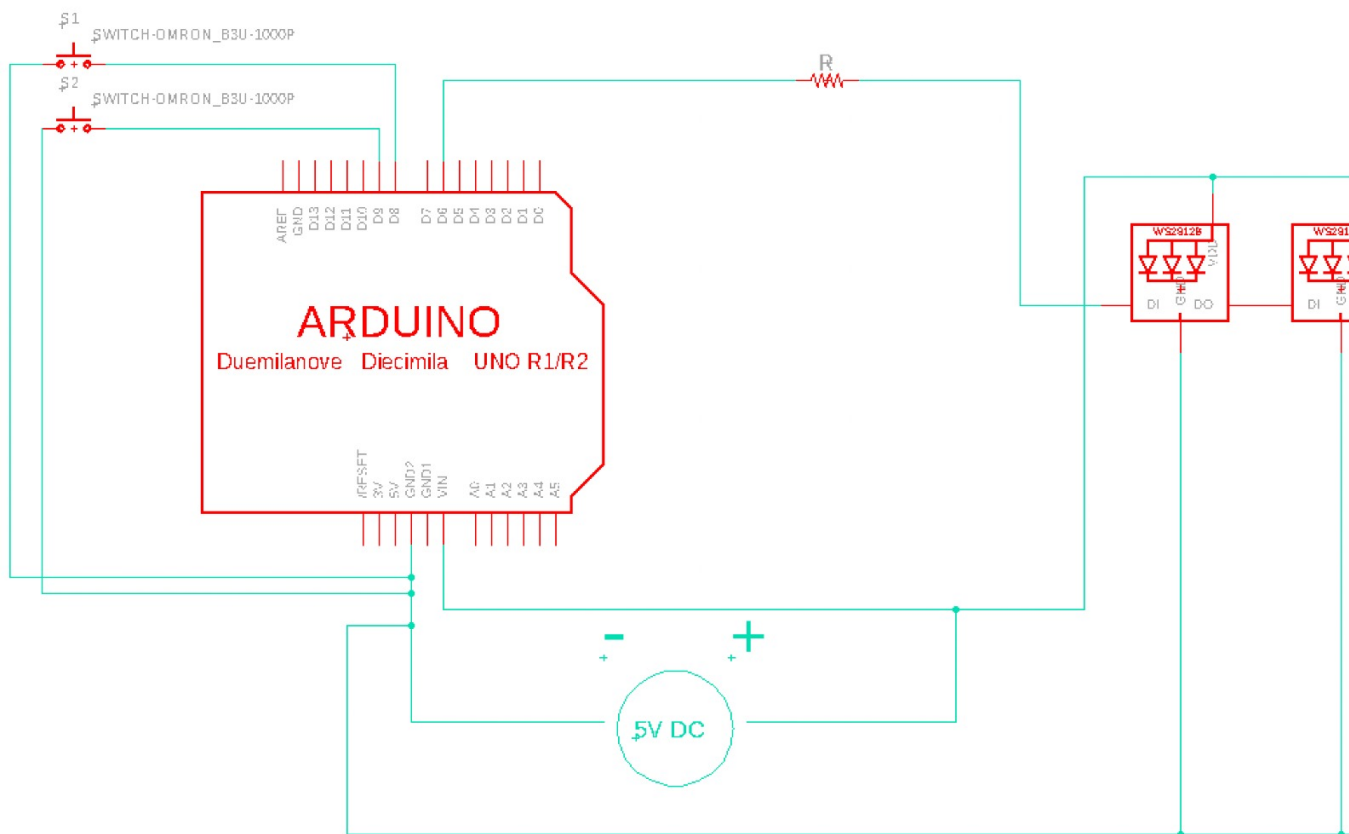 S1
SWITCH-OMRON_B3U-1000P
S2
SWITCH-OMRON_B3U-1000P
R
AREF GND D13 D12 D11 D10 D9 D8 D7 D6 D5 D4 D3 D2 D1 D0
WS2812B
VDD
DI GND DO
DI GND
ARDUINO
Duemilanove Diecimila UNO R1/R2
/RESET 3V 5V GND2 GND1 VIN A0 A1 A2 A3 A4 A5
- +
5V DC